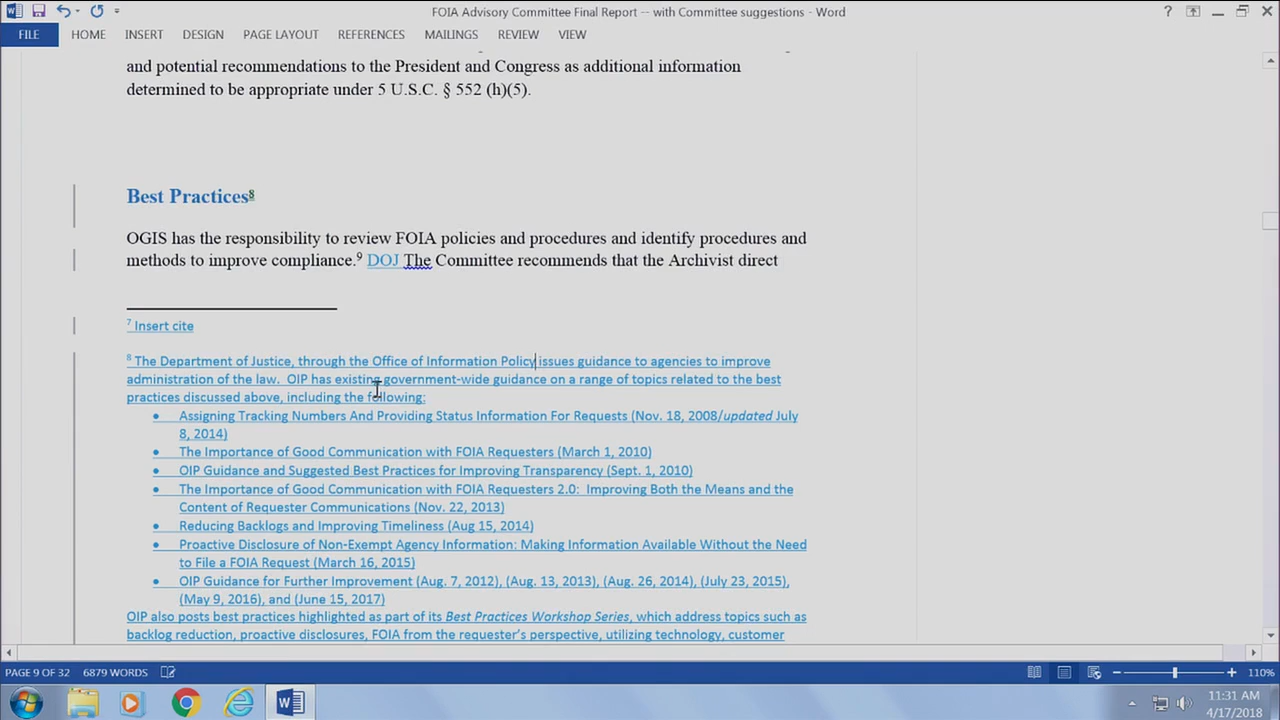 FOIA Advisory Committee Final Report -- with Committee suggestions - Word
?
FILE HOME INSERT DESIGN PAGE LAYOUT REFERENCES MAILINGS REVIEW VIEW
and potential recommendations to the President and Congress as additional information
determined to be appropriate under 5 U.S.C. § 552 (h)(5).
Best Practices8
OGIS has the responsibility to review FOIA policies and procedures and identify procedures and
methods to improve compliance.9 DOJ The Committee recommends that the Archivist direct
7 Insert cite
8 The Department of Justice, through the Office of Information Policy issues guidance to agencies to improve
administration of the law.  OIP has existing government-wide guidance on a range of topics related to the best
practices discussed above, including the following:
• Assigning Tracking Numbers And Providing Status Information For Requests (Nov. 18, 2008/updated July
8, 2014)
• The Importance of Good Communication with FOIA Requesters (March 1, 2010)
• OIP Guidance and Suggested Best Practices for Improving Transparency (Sept. 1, 2010)
• The Importance of Good Communication with FOIA Requesters 2.0:  Improving Both the Means and the
Content of Requester Communications (Nov. 22, 2013)
• Reducing Backlogs and Improving Timeliness (Aug 15, 2014)
• Proactive Disclosure of Non-Exempt Agency Information: Making Information Available Without the Need
to File a FOIA Request (March 16, 2015)
• OIP Guidance for Further Improvement (Aug. 7, 2012), (Aug. 13, 2013), (Aug. 26, 2014), (July 23, 2015),
(May 9, 2016), and (June 15, 2017)
OIP also posts best practices highlighted as part of its Best Practices Workshop Series, which address topics such as
backlog reduction, proactive disclosures, FOIA from the requester's perspective, utilizing technology, customer
PAGE 9 OF 32 6879 WORDS 110%
11:31 AM
4/17/2018